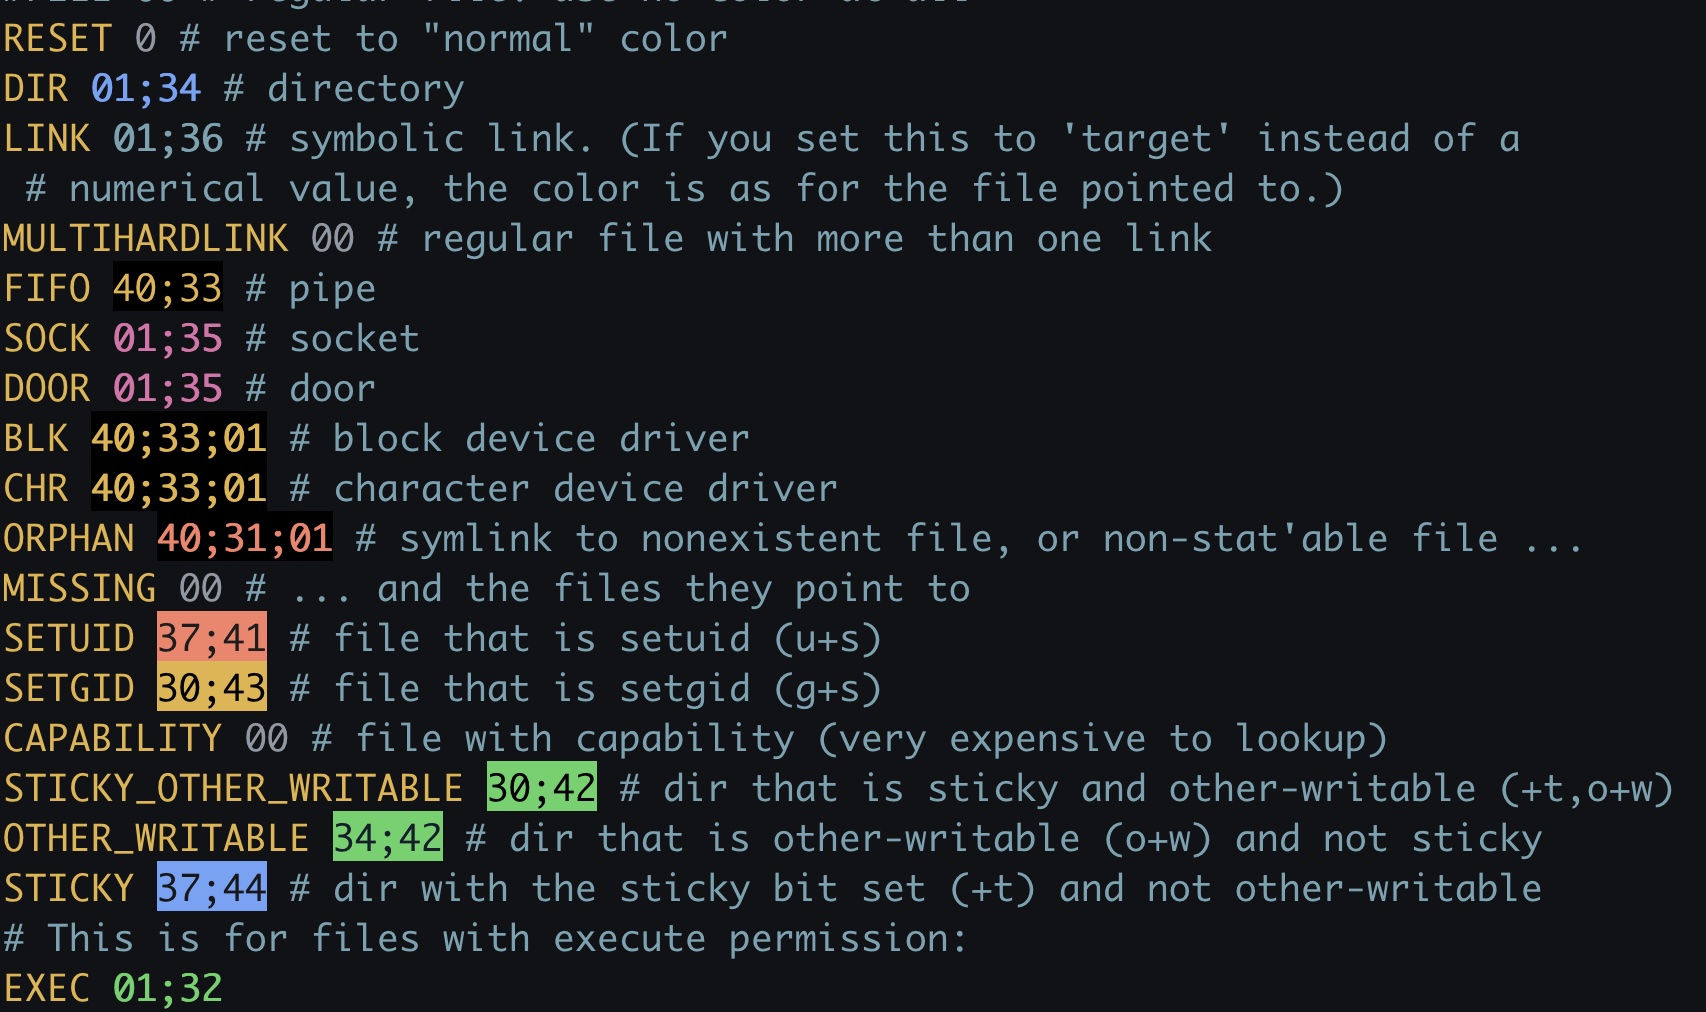 RESET 0 # reset to "normal" color
DIR 01;34 # directory
LINK 01;36 # symbolic link. (If you set this to 'target' instead of a
 # numerical value, the color is as for the file pointed to.)
MULTIHARDLINK 00 # regular file with more than one link
FIFO 40;33 # pipe
SOCK 01;35 # socket
DOOR 01;35 # door
BLK 40;33;01 # block device driver
CHR 40;33;01 # character device driver
ORPHAN 40;31;01 # symlink to nonexistent file, or non-stat'able file ...
MISSING 00 # ... and the files they point to
SETUID 37;41 # file that is setuid (u+s)
SETGID 30;43 # file that is setgid (g+s)
CAPABILITY 00 # file with capability (very expensive to lookup)
STICKY_OTHER_WRITABLE 30;42 # dir that is sticky and other-writable (+t,o+w)
OTHER_WRITABLE 34;42 # dir that is other-writable (o+w) and not sticky
STICKY 37;44 # dir with the sticky bit set (+t) and not other-writable
# This is for files with execute permission:
EXEC 01;32